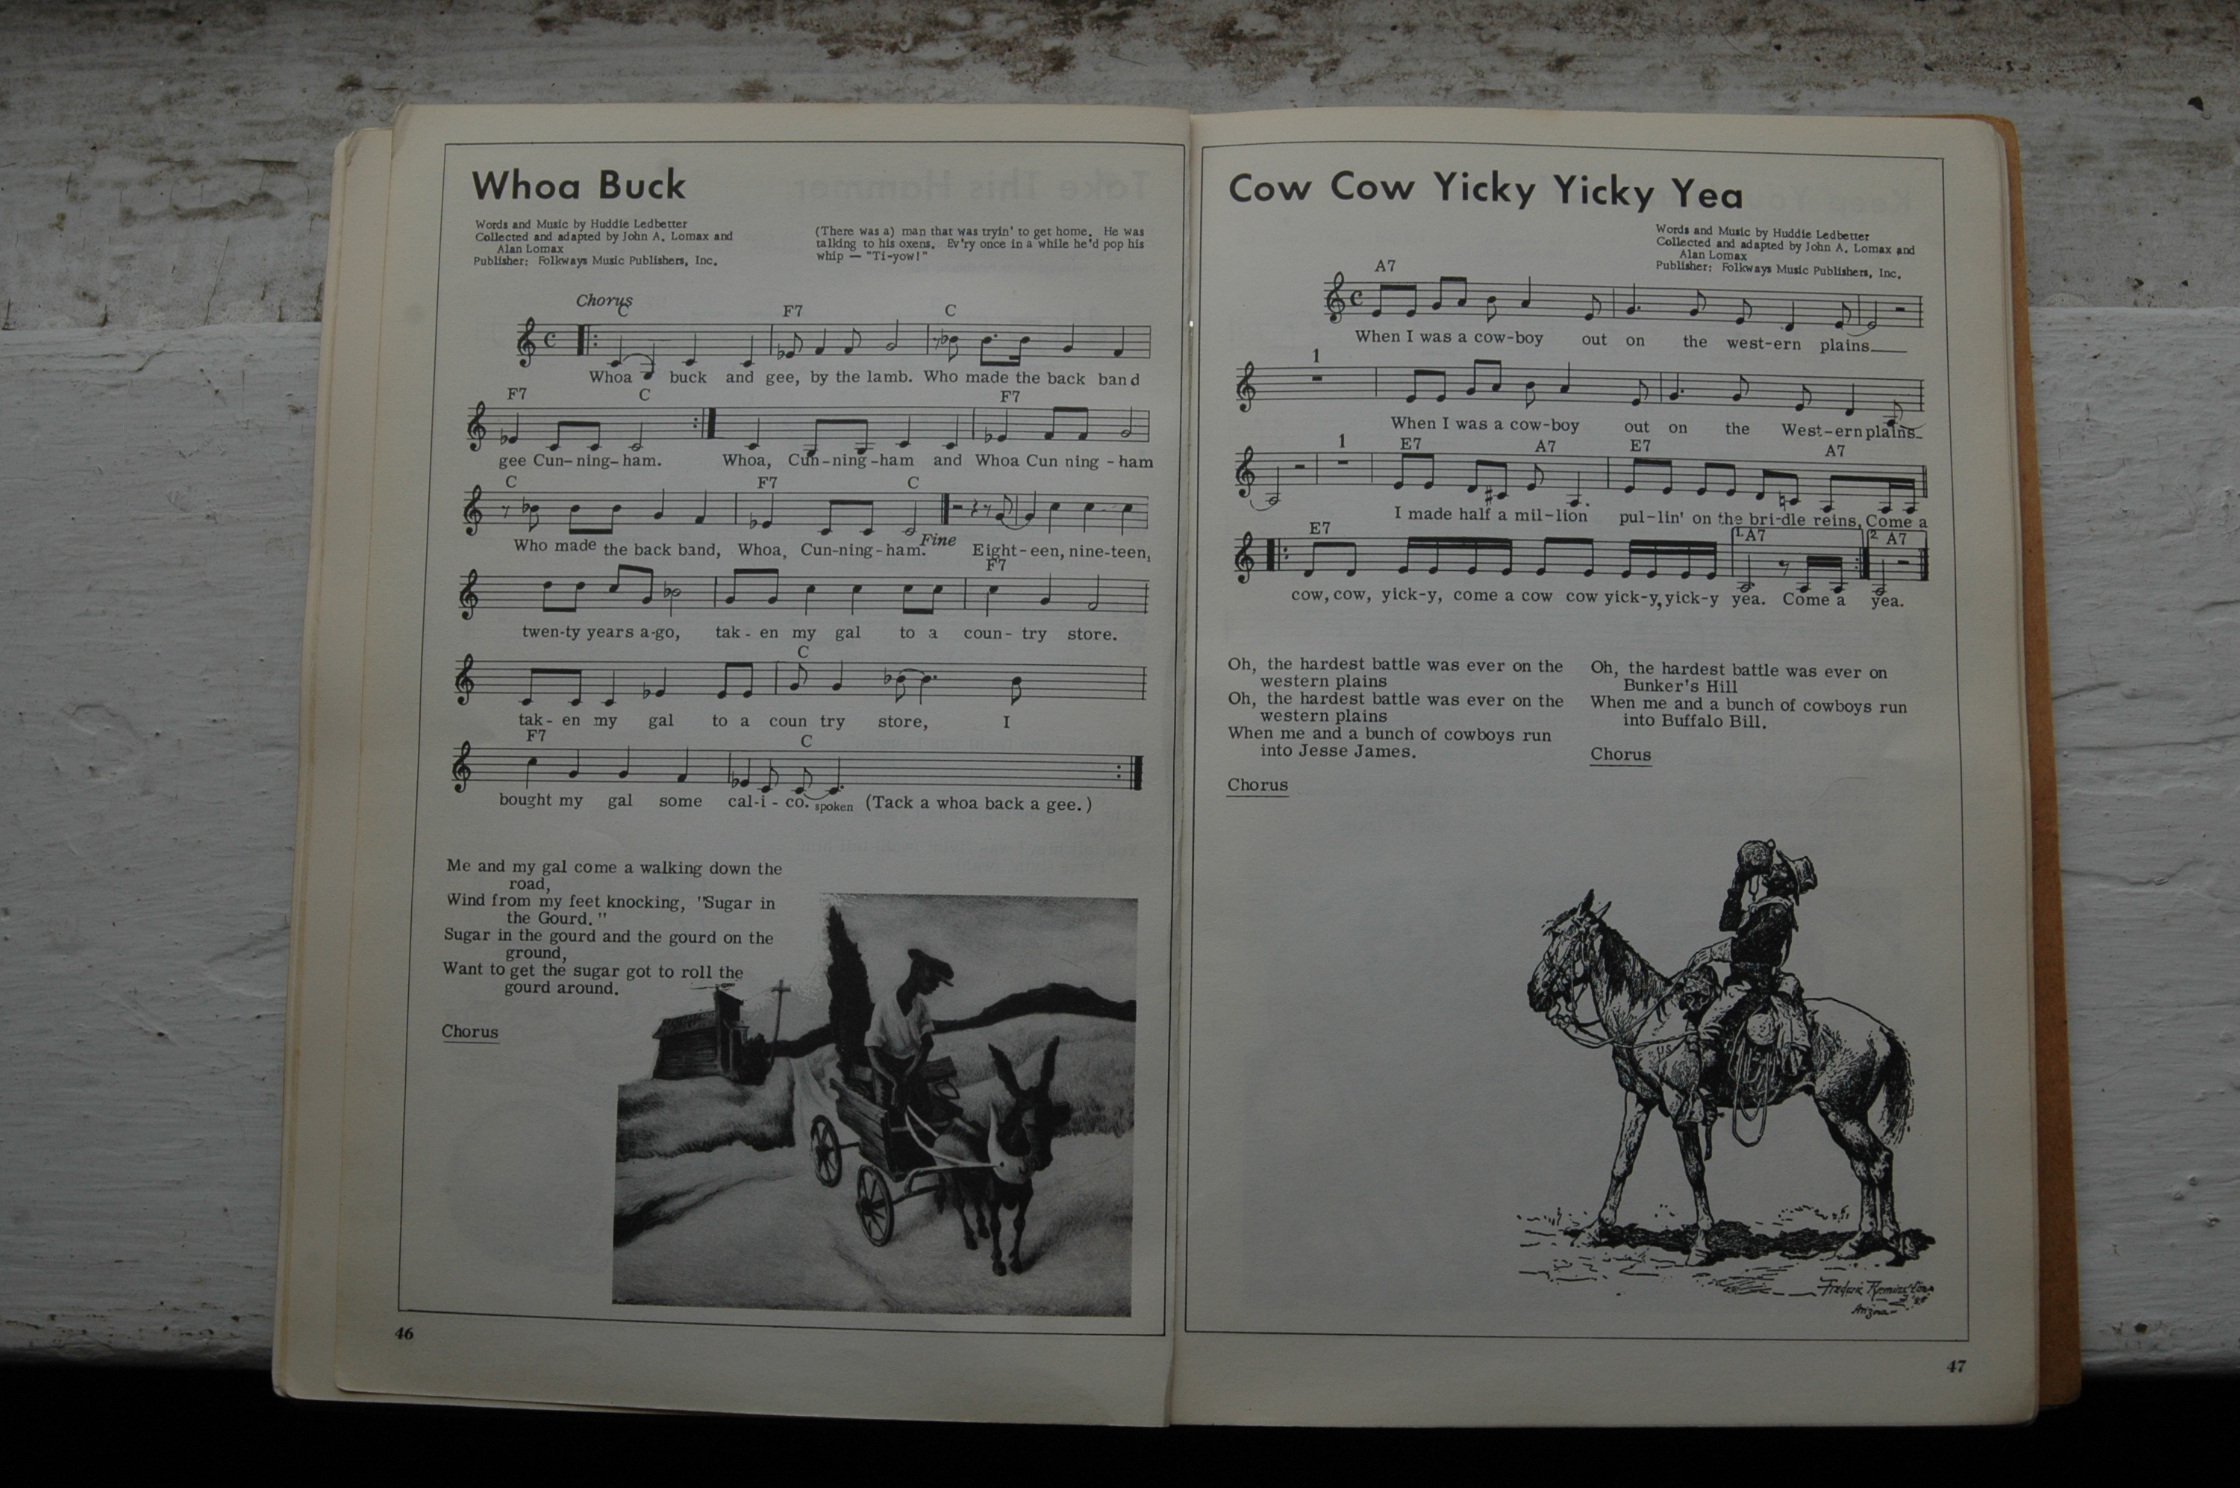 Whoa Buck
Words and Music by Huddie Ledbetter
Collected and adapted by John A. Lomax and
Alan Lomax
Publisher: Folkways Music Publishers, Inc.
(There was a) man that was tryin' to get home. He was
talking to his oxens. Ev'ry once in a while he'd pop his
whip — "Ti-yow!"
Chorus
C F7 C
Whoa buck and gee, by the lamb. Who made the back band
F7 C F7
gee Cun-ning-ham. Whoa, Cun-ning-ham and Whoa Cun ning-ham
C F7 C
Who made the back band, Whoa, Cun-ning-ham. Eight-een, nine-teen,
Fine
F7
twen-ty years a-go, tak-en my gal to a coun-try store.
C
tak-en my gal to a coun try store, I
F7 C
bought my gal some cal-i-co. spoken (Tack a whoa back a gee.)
Me and my gal come a walking down the
road,
Wind from my feet knocking, "Sugar in
the Gourd."
Sugar in the gourd and the gourd on the
ground,
Want to get the sugar got to roll the
gourd around.
Chorus
46
Cow Cow Yicky Yicky Yea
Words and Music by Huddie Ledbetter
Collected and adapted by John A. Lomax and
Alan Lomax
Publisher: Folkways Music Publishers, Inc.
A7
When I was a cow-boy out on the west-ern plains
1
When I was a cow-boy out on the West-ern plains
1 E7 A7 E7 A7
I made half a mil-lion pul-lin' on the bri-dle reins, Come a
E7 1. A7 2. A7
cow, cow, yick-y, come a cow cow yick-y, yick-y yea. Come a yea.
Oh, the hardest battle was ever on the
western plains
Oh, the hardest battle was ever on the
western plains
When me and a bunch of cowboys run
into Jesse James.
Chorus
Oh, the hardest battle was ever on
Bunker's Hill
When me and a bunch of cowboys run
into Buffalo Bill.
Chorus
Frederic Remington
47